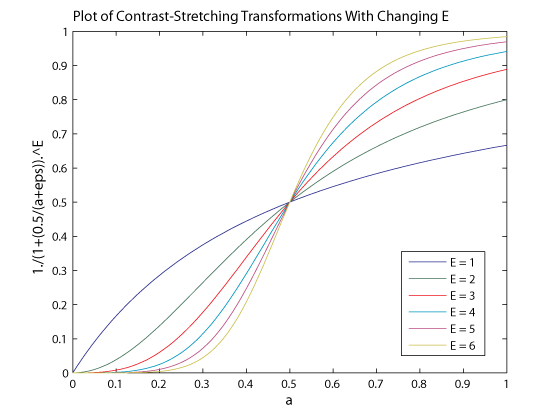 Plot of Contrast-Stretching Transformations With Changing E
1
0.9
0.8
0.7
0.6
0.5
0.4
0.3
0.2
0.1
0
1./(1+(0.5/(a+eps)).^E
E = 1
E = 2
E = 3
E = 4
E = 5
E = 6
0
0.1
0.2
0.3
0.4
0.5
0.6
0.7
0.8
0.9
1
a